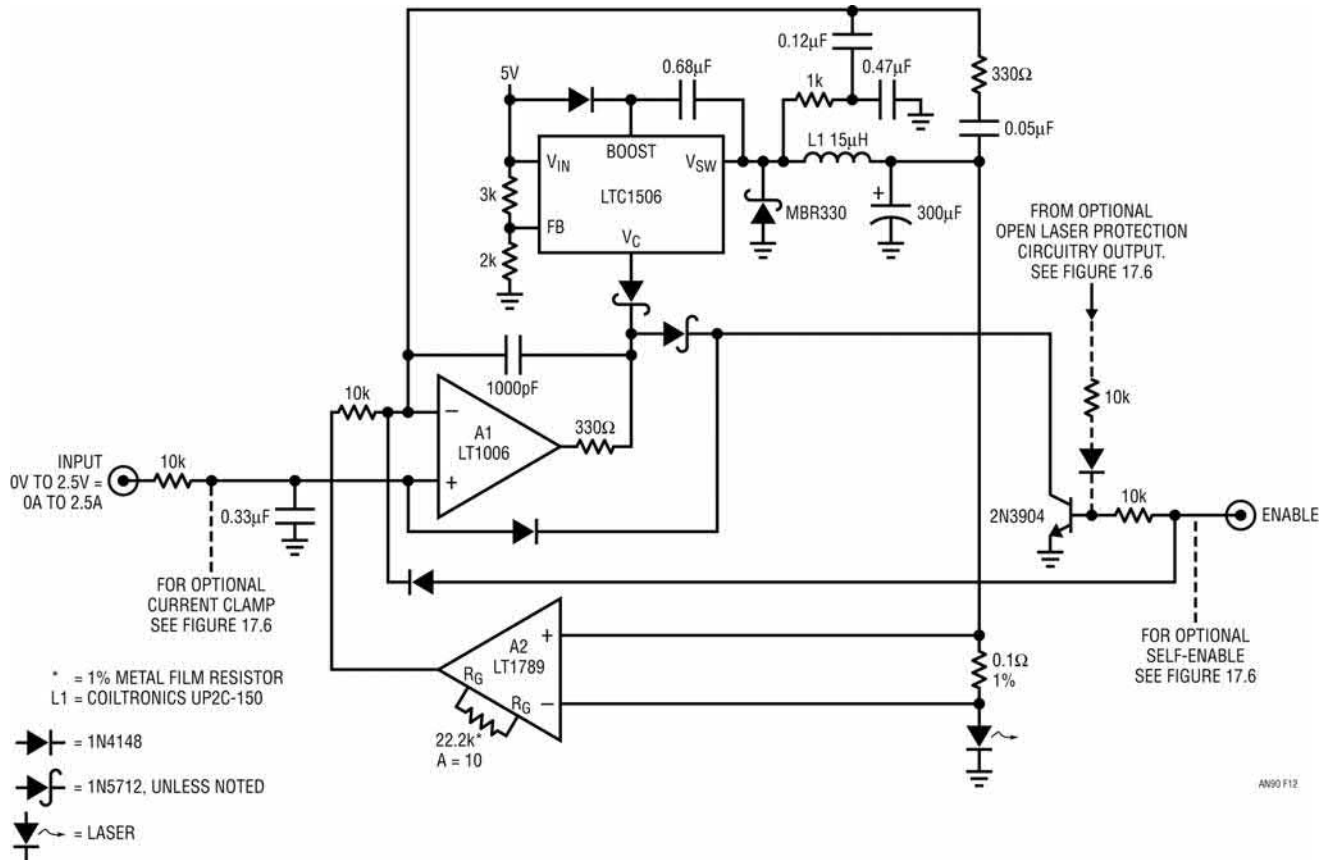 0.12µF
0.47µF
330Ω
5V
0.68µF
1k
0.05µF
BOOST
L1 15µH
VIN
VSW
LTC1506
3k
FB
MBR330
+
300µF
VC
2k
FROM OPTIONAL
OPEN LASER PROTECTION
CIRCUITRY OUTPUT.
SEE FIGURE 17.6
1000pF
10k
10k
−
A1
LT1006
330Ω
+
INPUT
0V TO 2.5V =
0A TO 2.5A
10k
0.33µF
2N3904
10k
ENABLE
FOR OPTIONAL
CURRENT CLAMP
SEE FIGURE 17.6
FOR OPTIONAL
SELF-ENABLE
SEE FIGURE 17.6
A2
LT1789
+
−
RG
RG
0.1Ω
1%
22.2k*
A = 10
* = 1% METAL FILM RESISTOR
L1 = COILTRONICS UP2C-150
= 1N4148
= 1N5712, UNLESS NOTED
= LASER
AN90 F12